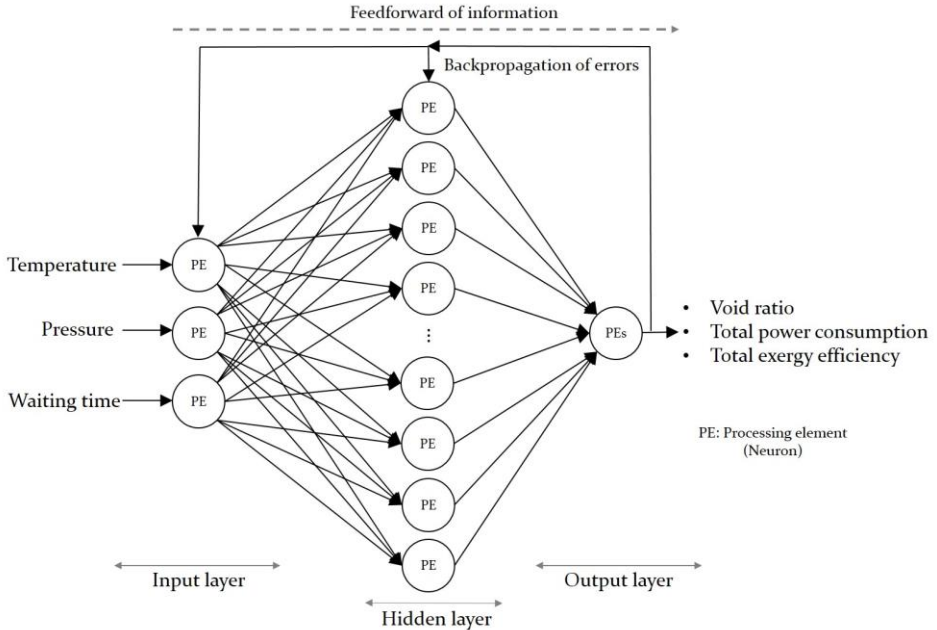 Feedforward of information
Backpropagation of errors
PE
PE
PE
PE
⋮
PE
PE
PE
PE
Temperature
PE
Pressure
PE
Waiting time
PE
PEs
• Void ratio
• Total power consumption
• Total exergy efficiency
PE: Processing element
(Neuron)
Input layer
Hidden layer
Output layer